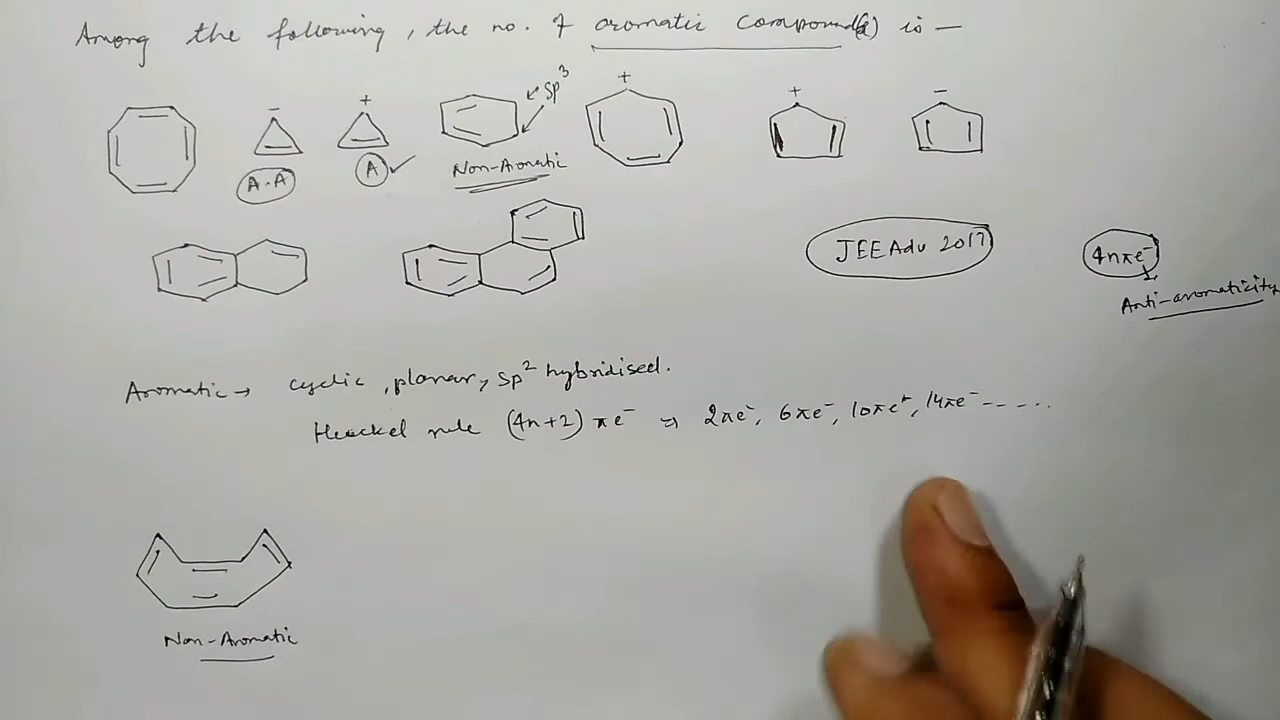 Among the following, the no. of aromatic compound(s) is —
+
sp³
+
+
−
−
A.A
A ✓
Non-Aromatic
JEE Adv 2017
4nπe⁻
Anti-aromaticity
Aromatic → cyclic, planar, sp² hybridised.
Hückel rule (4n+2) πe⁻ ⇒ 2πe⁻, 6πe⁻, 10πe⁻, 14πe⁻ -----
Non-Aromatic